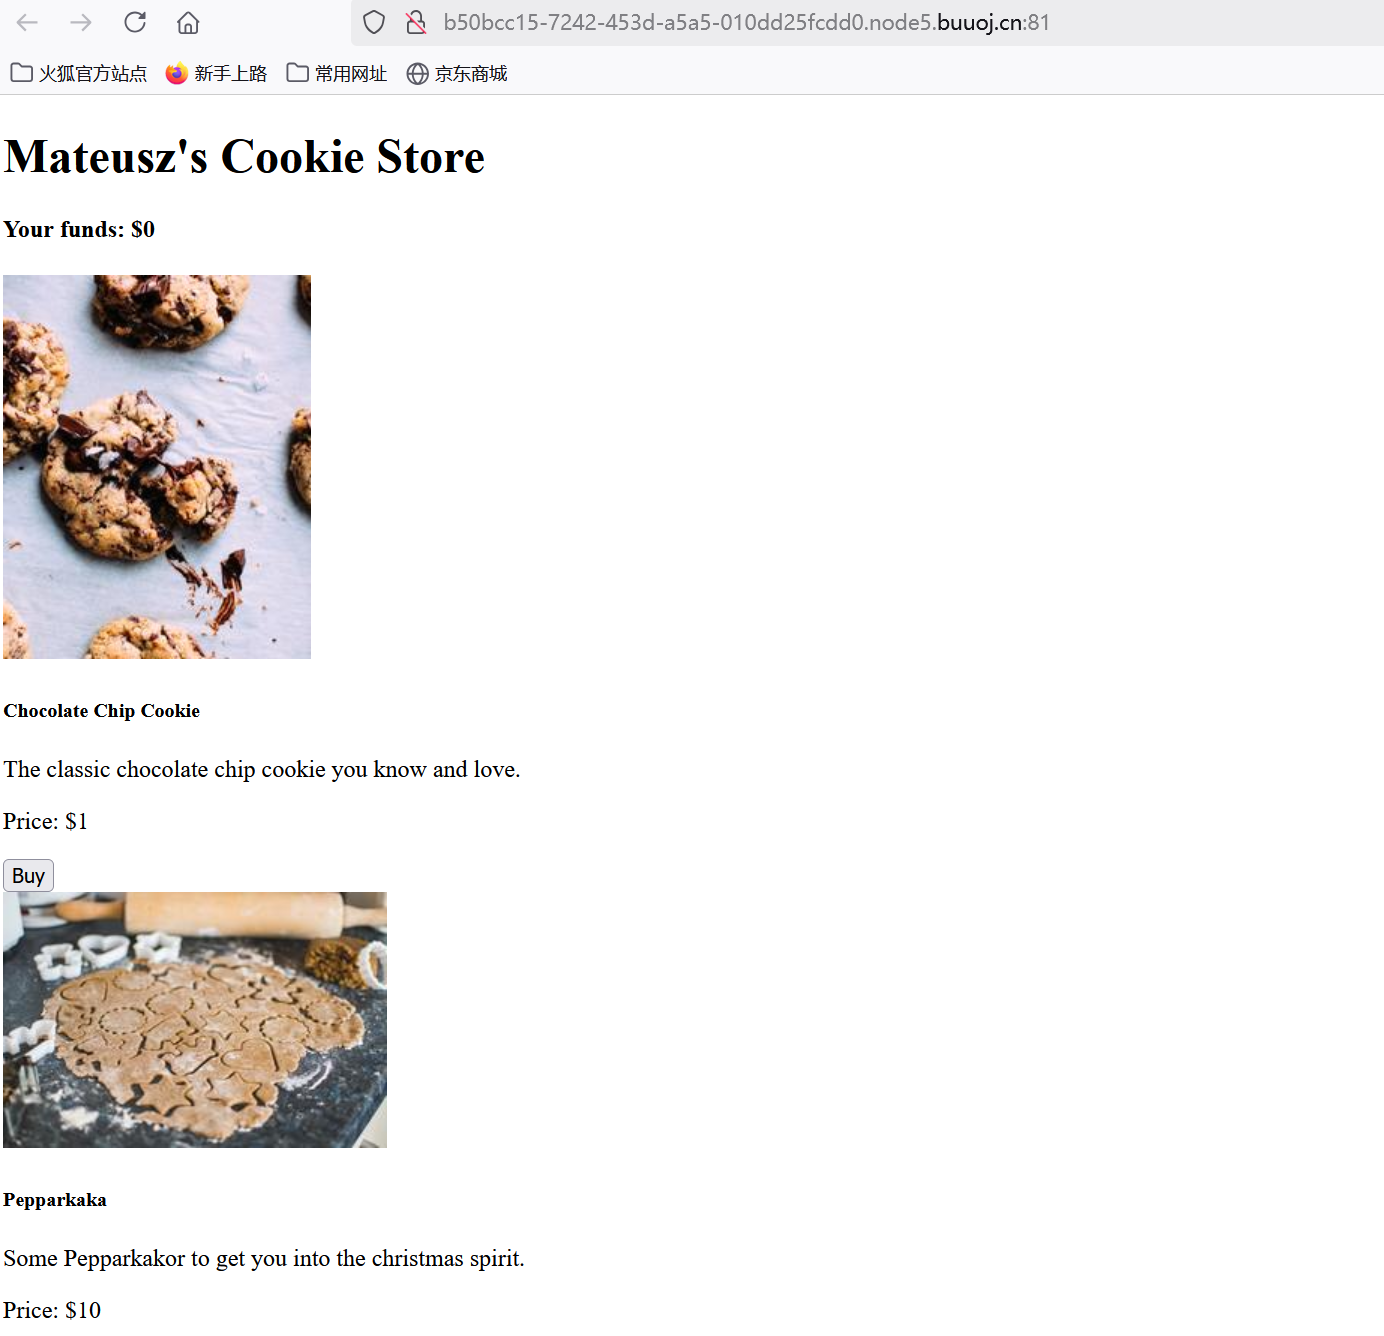 b50bcc15-7242-453d-a5a5-010dd25fcdd0.node5.buuoj.cn:81
火狐官方站点 新手上路 常用网址 京东商城
Mateusz's Cookie Store
Your funds: $0
Chocolate Chip Cookie
The classic chocolate chip cookie you know and love.
Price: $1
Buy
Pepparkaka
Some Pepparkakor to get you into the christmas spirit.
Price: $10